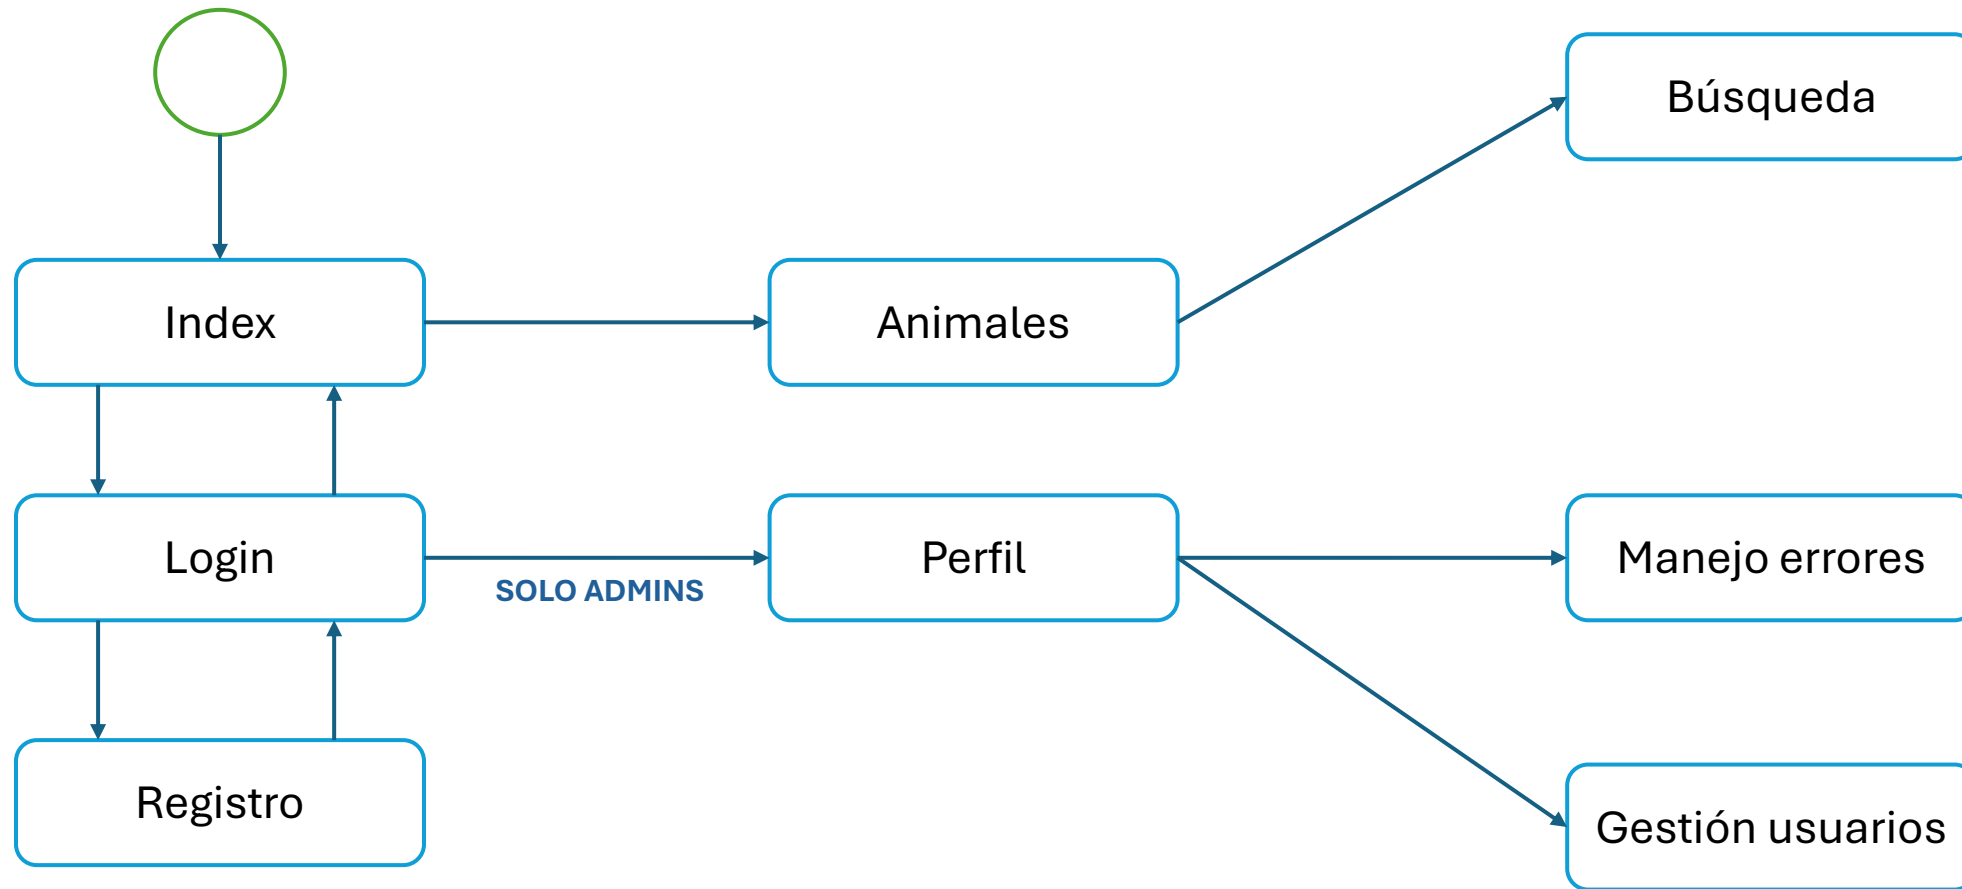 Búsqueda
Index
Animales
Login
SOLO ADMINS
Perfil
Manejo errores
Registro
Gestión usuarios